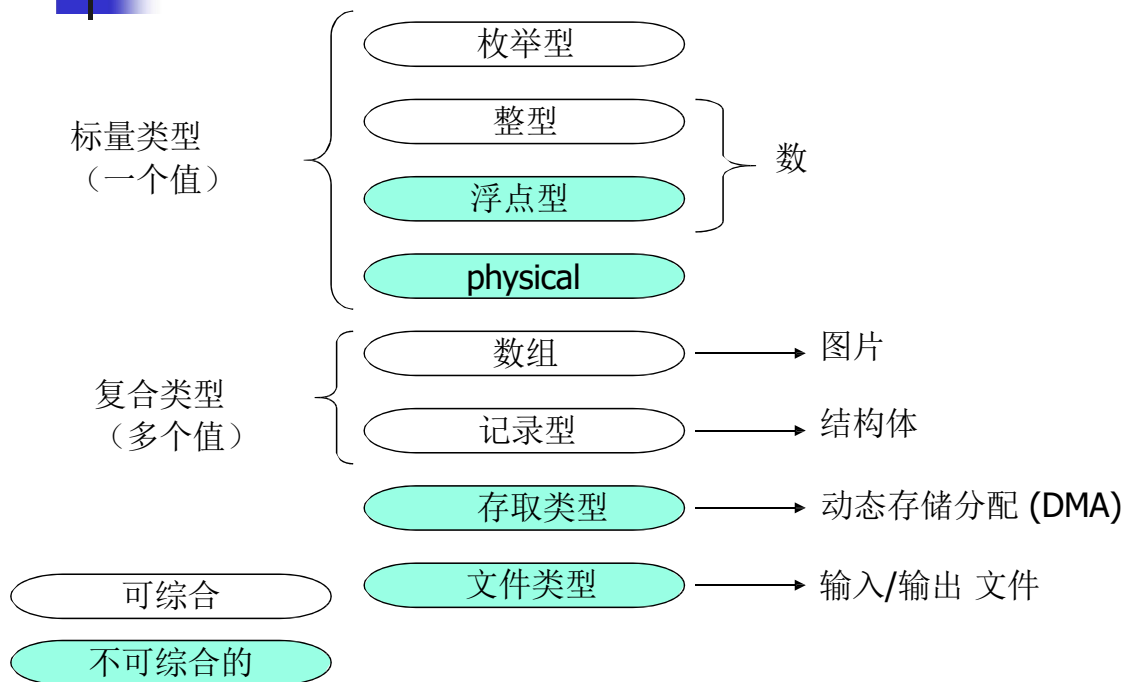 枚举型
标量类型
（一个值）
整型
浮点型
数
physical
复合类型
（多个值）
数组
图片
记录型
结构体
存取类型
动态存储分配 (DMA)
文件类型
输入/输出 文件
可综合
不可综合的